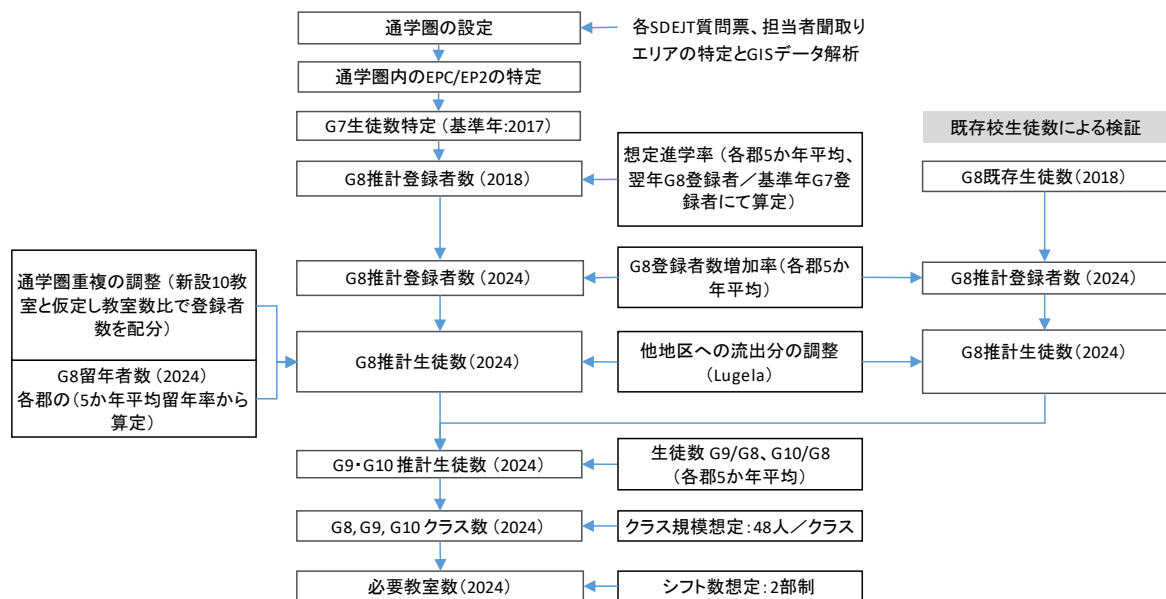 通学圏の設定
各SDEJT質問票、担当者聞取り
エリアの特定とGISデータ解析
通学圏内のEPC/EP2の特定
G7生徒数特定（基準年:2017）
既存校生徒数による検証
G8推計登録者数（2018）
想定進学率（各郡5か年平均、
翌年G8登録者／基準年G7登
録者にて算定）
G8既存生徒数（2018）
通学圏重複の調整（新設10教
室と仮定し教室数比で登録者
数を配分）
G8推計登録者数（2024）
G8登録者数増加率（各郡5か
年平均）
G8推計登録者数（2024）
G8留年者数（2024）
各郡の（5か年平均留年率から
算定）
G8推計生徒数（2024）
他地区への流出分の調整
（Lugela）
G8推計生徒数（2024）
G9・G10推計生徒数（2024）
生徒数 G9/G8、G10/G8
（各郡5か年平均）
G8, G9, G10 クラス数（2024）
クラス規模想定：48人／クラス
必要教室数（2024）
シフト数想定：2部制